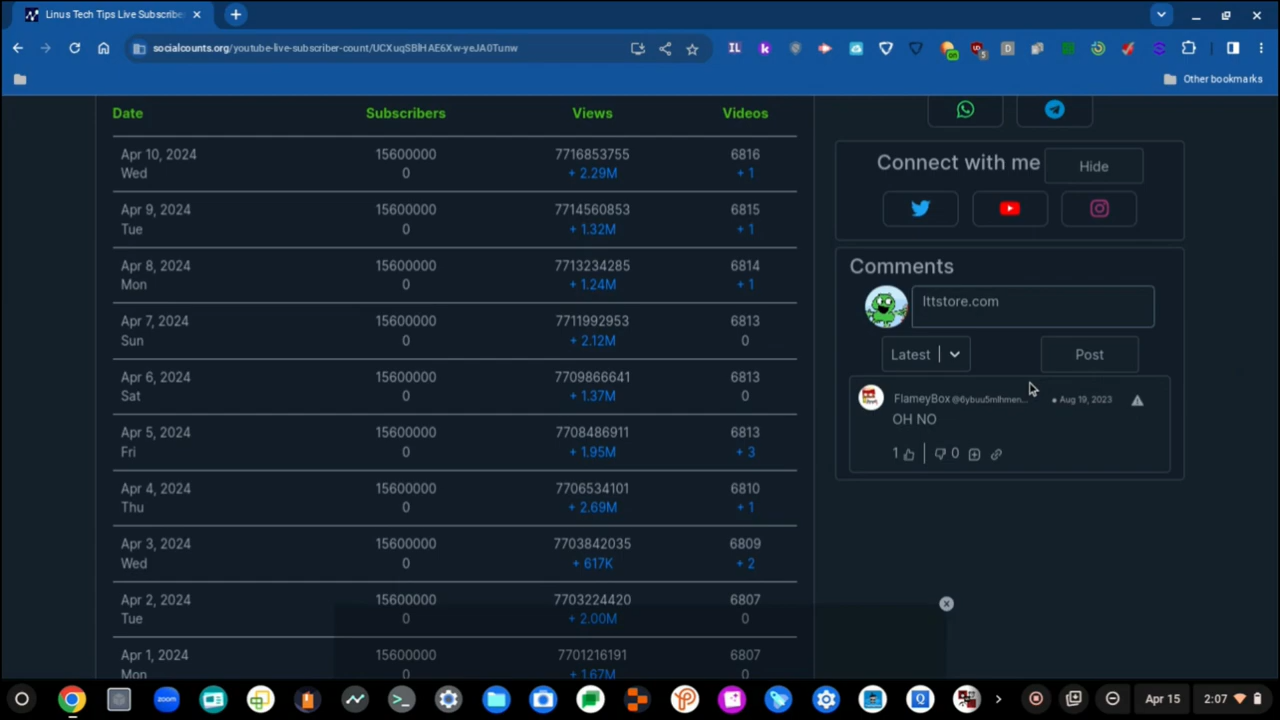 Linus Tech Tips Live Subscribe
socialcounts.org/youtube-live-subscriber-count/UCXuqSBlHAE6Xw-yeJA0Tunw
Other bookmarks
Date Subscribers Views Videos
Apr 10, 2024 15600000 7716853755 6816
Wed 0 + 2.29M + 1
Apr 9, 2024 15600000 7714560853 6815
Tue 0 + 1.32M + 1
Apr 8, 2024 15600000 7713234285 6814
Mon 0 + 1.24M + 1
Apr 7, 2024 15600000 7711992953 6813
Sun 0 + 2.12M 0
Apr 6, 2024 15600000 7709866641 6813
Sat 0 + 1.37M 0
Apr 5, 2024 15600000 7708486911 6813
Fri 0 + 1.95M + 3
Apr 4, 2024 15600000 7706534101 6810
Thu 0 + 2.69M + 1
Apr 3, 2024 15600000 7703842035 6809
Wed 0 + 617K + 2
Apr 2, 2024 15600000 7703224420 6807
Tue 0 + 2.00M 0
Apr 1, 2024 15600000 7701216191 6807
Mon 0 + 1.67M 0
Connect with me Hide
Comments
lttstore.com
Latest Post
FlameyBox @6ybuu5mlhmen... • Aug 19, 2023
OH NO
1 0
zoom
Apr 15 2:07